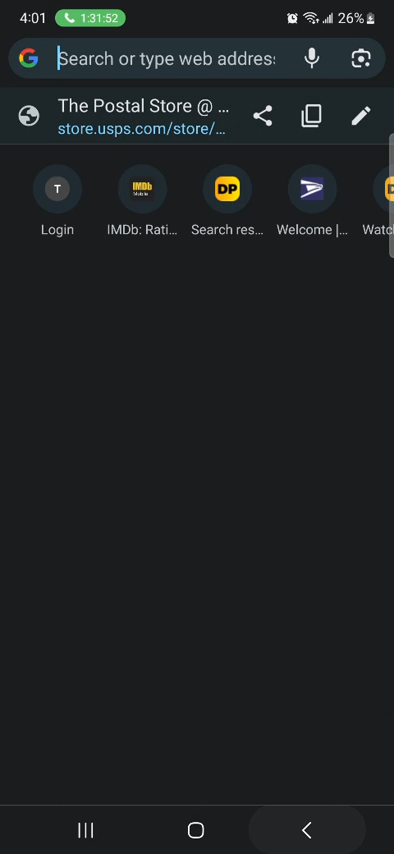 4:01 1:31:52 26%
Search or type web address
The Postal Store @ ...
store.usps.com/store/...
T IMDb Mobile DP
Login IMDb: Rati... Search res... Welcome |... Watc